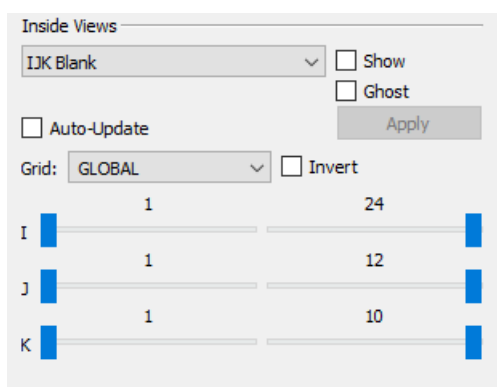 Inside Views
IJK Blank
Show
Ghost
Auto-Update
Apply
Grid: GLOBAL
Invert
1 24
I
1 12
J
1 10
K